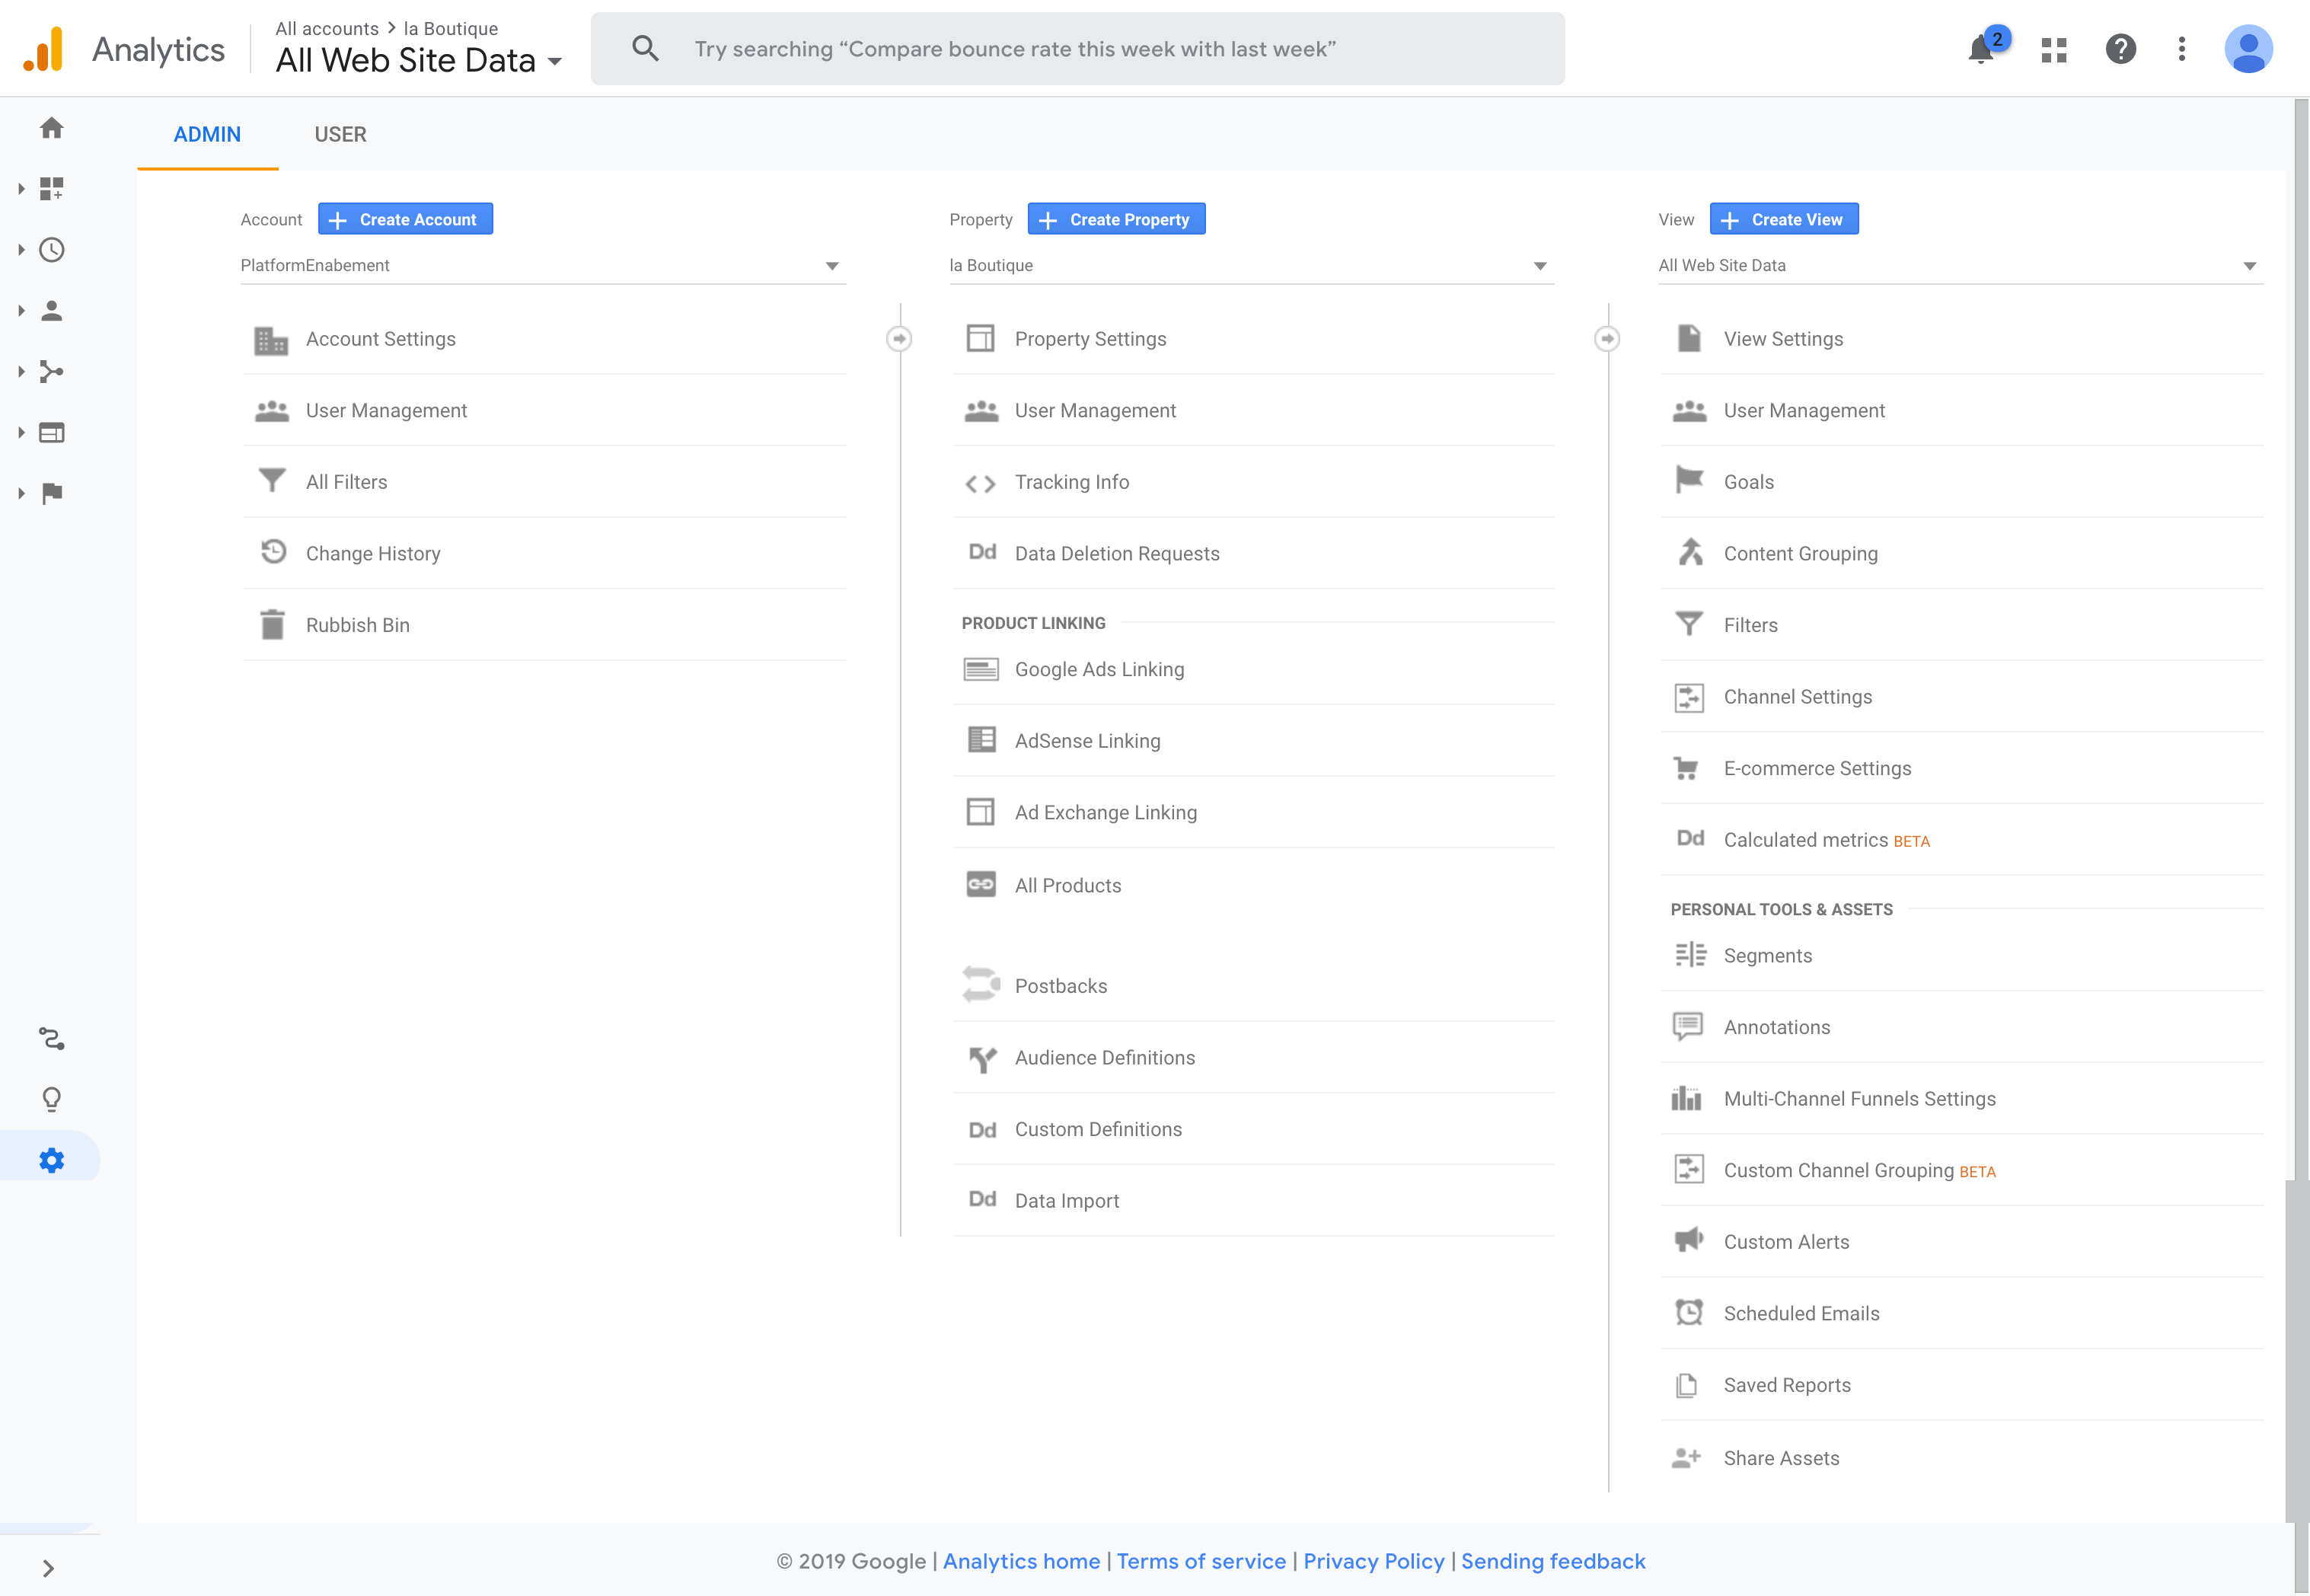 Analytics
All accounts > la Boutique
All Web Site Data
Try searching “Compare bounce rate this week with last week”
2
ADMIN
USER
Account
Create Account
PlatformEnabement
Account Settings
User Management
All Filters
Change History
Rubbish Bin
Property
Create Property
la Boutique
Property Settings
User Management
Tracking Info
Dd Data Deletion Requests
PRODUCT LINKING
Google Ads Linking
AdSense Linking
Ad Exchange Linking
All Products
Postbacks
Audience Definitions
Dd Custom Definitions
Dd Data Import
View
Create View
All Web Site Data
View Settings
User Management
Goals
Content Grouping
Filters
Channel Settings
E-commerce Settings
Dd Calculated metrics BETA
PERSONAL TOOLS & ASSETS
Segments
Annotations
Multi-Channel Funnels Settings
Custom Channel Grouping BETA
Custom Alerts
Scheduled Emails
Saved Reports
Share Assets
© 2019 Google | Analytics home | Terms of service | Privacy Policy | Sending feedback